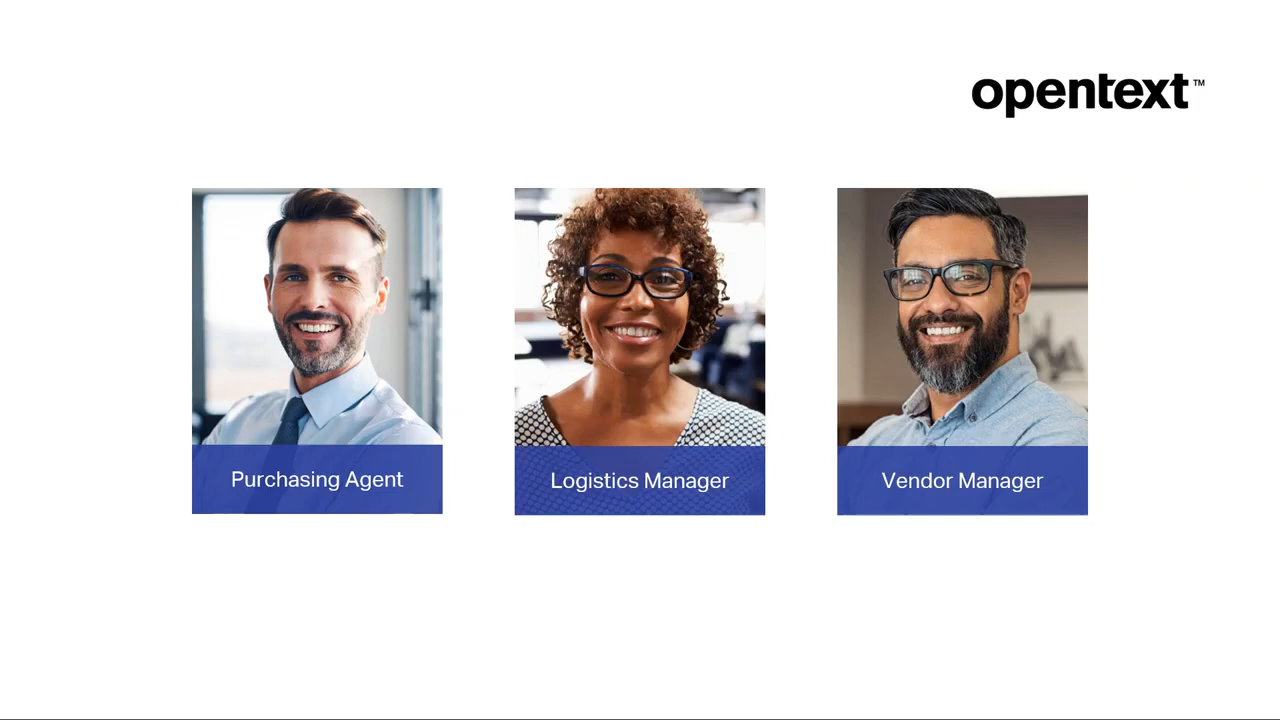 opentext™
Purchasing Agent
Logistics Manager
Vendor Manager